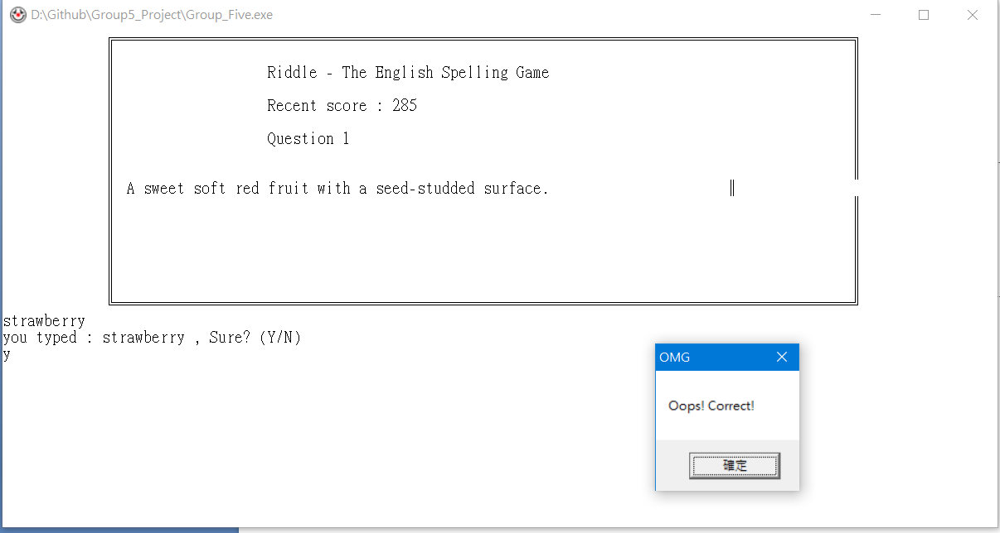 D:\Github\Group5_Project\Group_Five.exe
Riddle - The English Spelling Game
Recent score : 285
Question 1
A sweet soft red fruit with a seed-studded surface.
strawberry
you typed : strawberry , Sure? (Y/N)
y
OMG
Oops! Correct!
確定